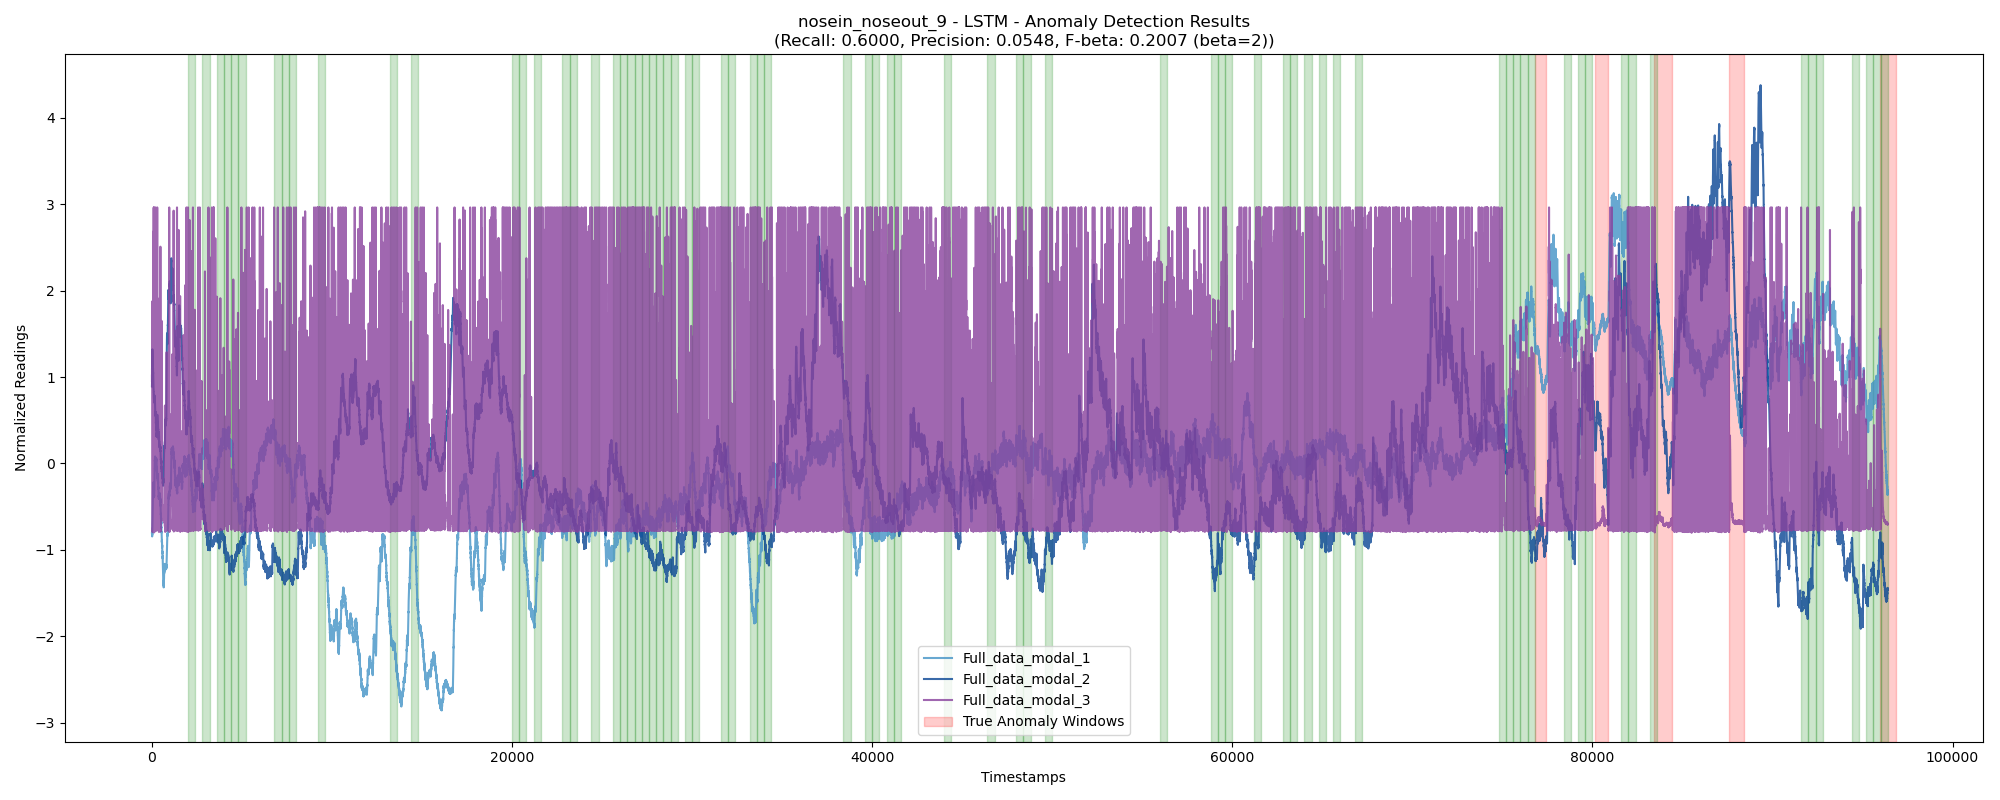 nosein_noseout_9 - LSTM - Anomaly Detection Results
(Recall: 0.6000, Precision: 0.0548, F-beta: 0.2007 (beta=2))
Normalized Readings
4
3
2
1
0
−1
−2
−3
Full_data_modal_1
Full_data_modal_2
Full_data_modal_3
True Anomaly Windows
0
20000
40000
60000
80000
100000
Timestamps